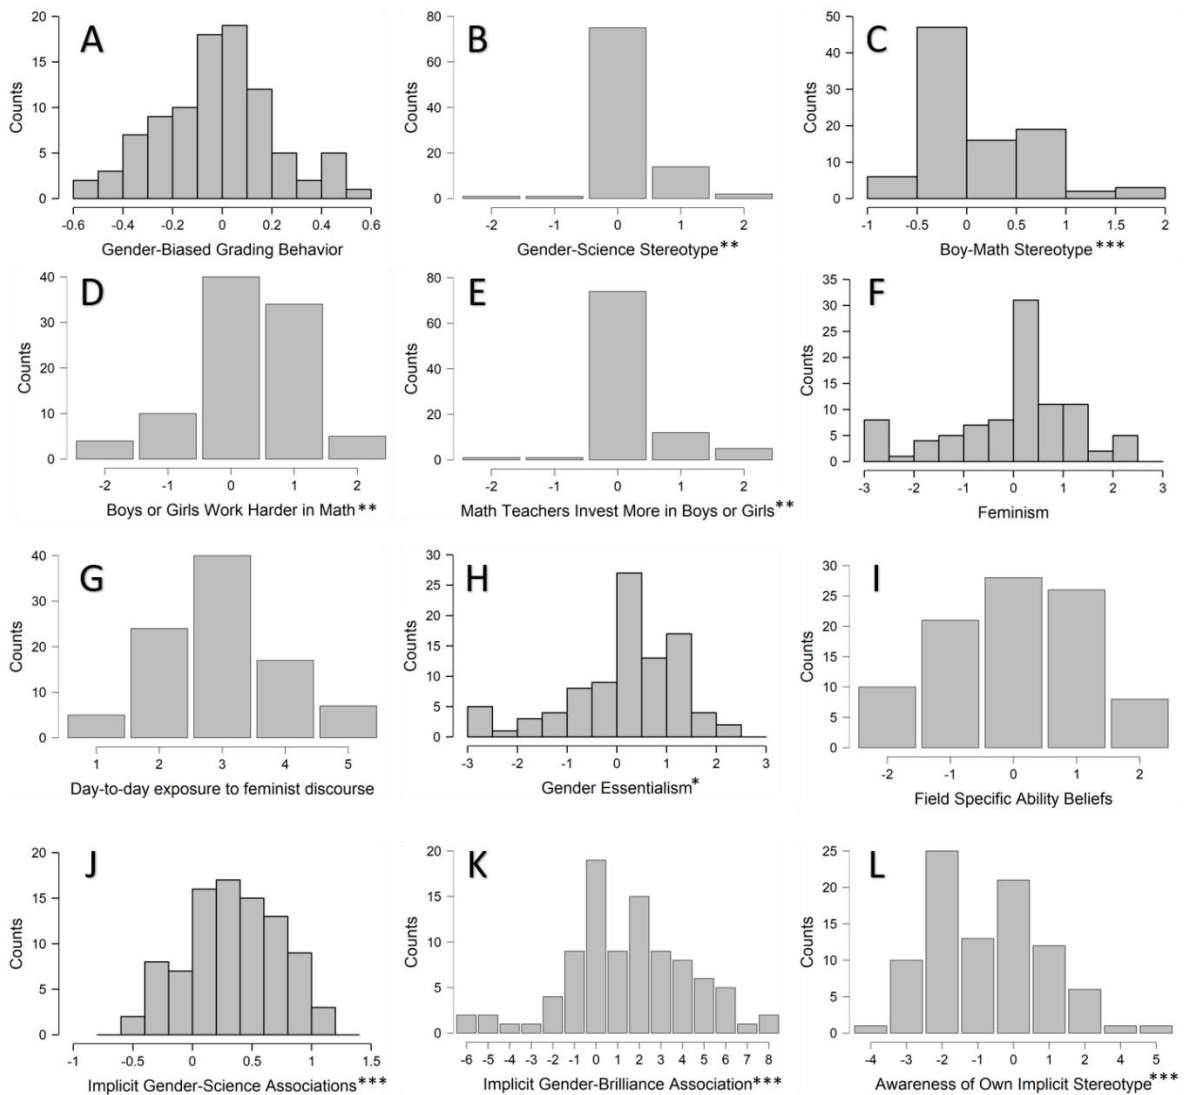 A
Counts
20
15
10
5
0
-0.6 -0.4 -0.2 0 0.2 0.4 0.6
Gender-Biased Grading Behavior
B
Counts
80
60
40
20
0
-2 -1 0 1 2
Gender-Science Stereotype**
C
Counts
50
40
30
20
10
0
-1 -0.5 0 0.5 1 1.5 2
Boy-Math Stereotype***
D
Counts
40
30
20
10
0
-2 -1 0 1 2
Boys or Girls Work Harder in Math**
E
Counts
80
60
40
20
0
-2 -1 0 1 2
Math Teachers Invest More in Boys or Girls**
F
Counts
35
30
25
20
15
10
5
0
-3 -2 -1 0 1 2 3
Feminism
G
Counts
40
30
20
10
0
1 2 3 4 5
Day-to-day exposure to feminist discourse
H
Counts
30
25
20
15
10
5
0
-3 -2 -1 0 1 2 3
Gender Essentialism*
I
Counts
30
25
20
15
10
5
0
-2 -1 0 1 2
Field Specific Ability Beliefs
J
Counts
20
15
10
5
0
-1 -0.5 0 0.5 1 1.5
Implicit Gender-Science Associations***
K
Counts
20
15
10
5
0
-6 -5 -4 -3 -2 -1 0 1 2 3 4 5 6 7 8
Implicit Gender-Brilliance Association***
L
Counts
25
20
15
10
5
0
-4 -3 -2 -1 0 1 2 4 5
Awareness of Own Implicit Stereotype***